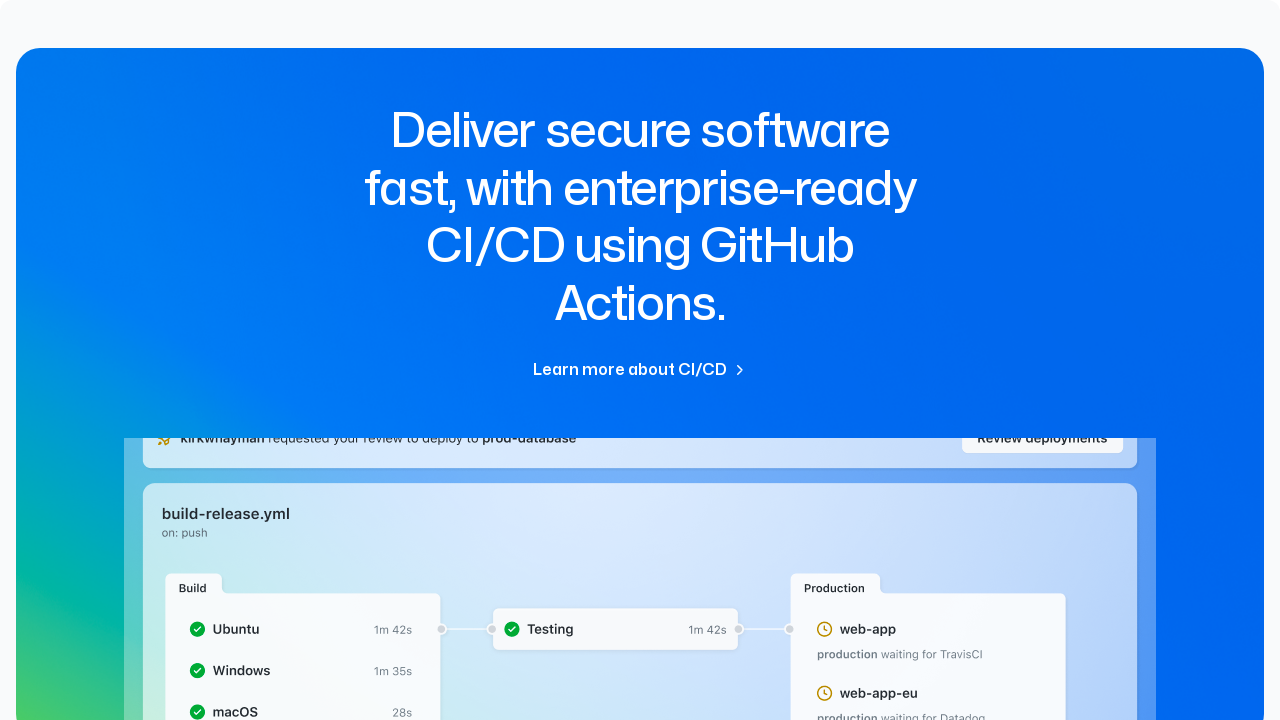 Deliver secure software
fast, with enterprise-ready
CI/CD using GitHub
Actions.
Learn more about CI/CD
kirkwhayman requested your review to deploy to prod-database
Review deployments
build-release.yml
on: push
Build
Ubuntu 1m 42s
Windows 1m 35s
macOS 28s
Testing 1m 42s
Production
web-app
production waiting for TravisCI
web-app-eu
production waiting for Datadog